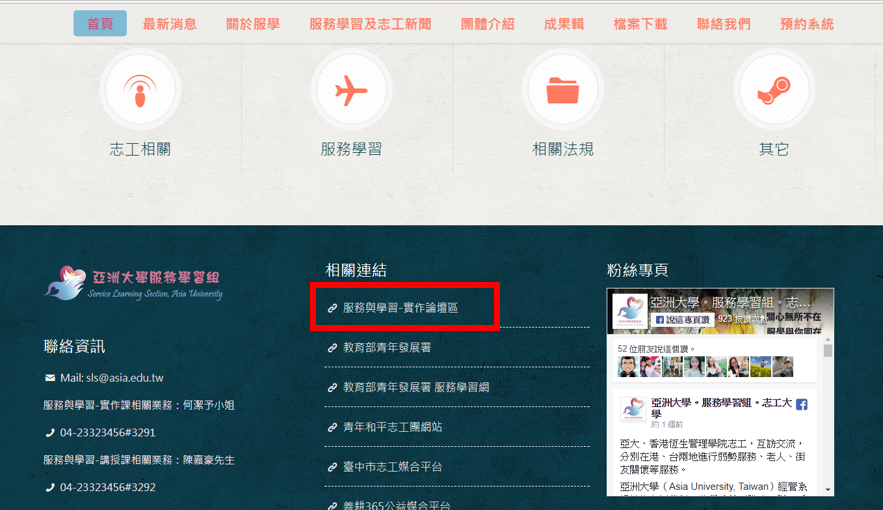 首頁 最新消息 關於服學 服務學習及志工新聞 團體介紹 成果輯 檔案下載 聯絡我們 預約系統
志工相關 服務學習 相關法規 其它
亞洲大學服務學習組
Service Learning Section, Asia University
聯絡資訊
Mail: sls@asia.edu.tw
服務與學習-實作課相關業務：何潔予小姐
04-23323456#3291
服務與學習-講授課相關業務：陳嘉豪先生
04-23323456#3292
相關連結
服務與學習-實作論壇區
教育部青年發展署
教育部青年發展署 服務學習網
青年和平志工團網站
臺中市志工媒合平台
善耕365公益媒合平台
粉絲專頁
亞洲大學。服務學習組。志...
說這專頁讚 923 按讚次數
關心無所不在
服學與你同在
52 位朋友說這個讚。
亞洲大學。服務學習組。志工大
學
約 1 週前
亞大、香港恆生管理學院志工，互訪交流，
分別在港、台兩地進行弱勢服務、老人、街
友關懷等服務。
亞洲大學（Asia University, Taiwan）經管系